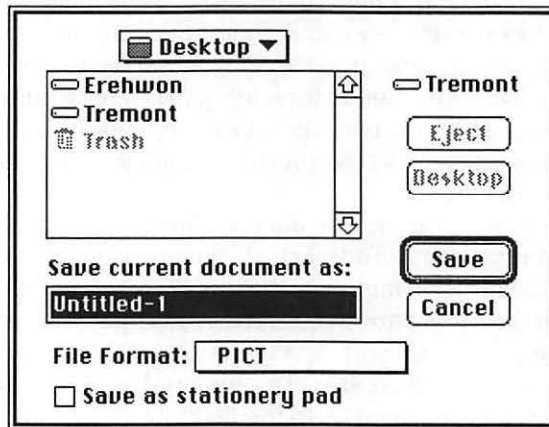 Desktop
Erehwon
Tremont
Trash
Tremont
Eject
Desktop
Save current document as:
Save
Untitled-1
Cancel
File Format: PICT
Save as stationery pad